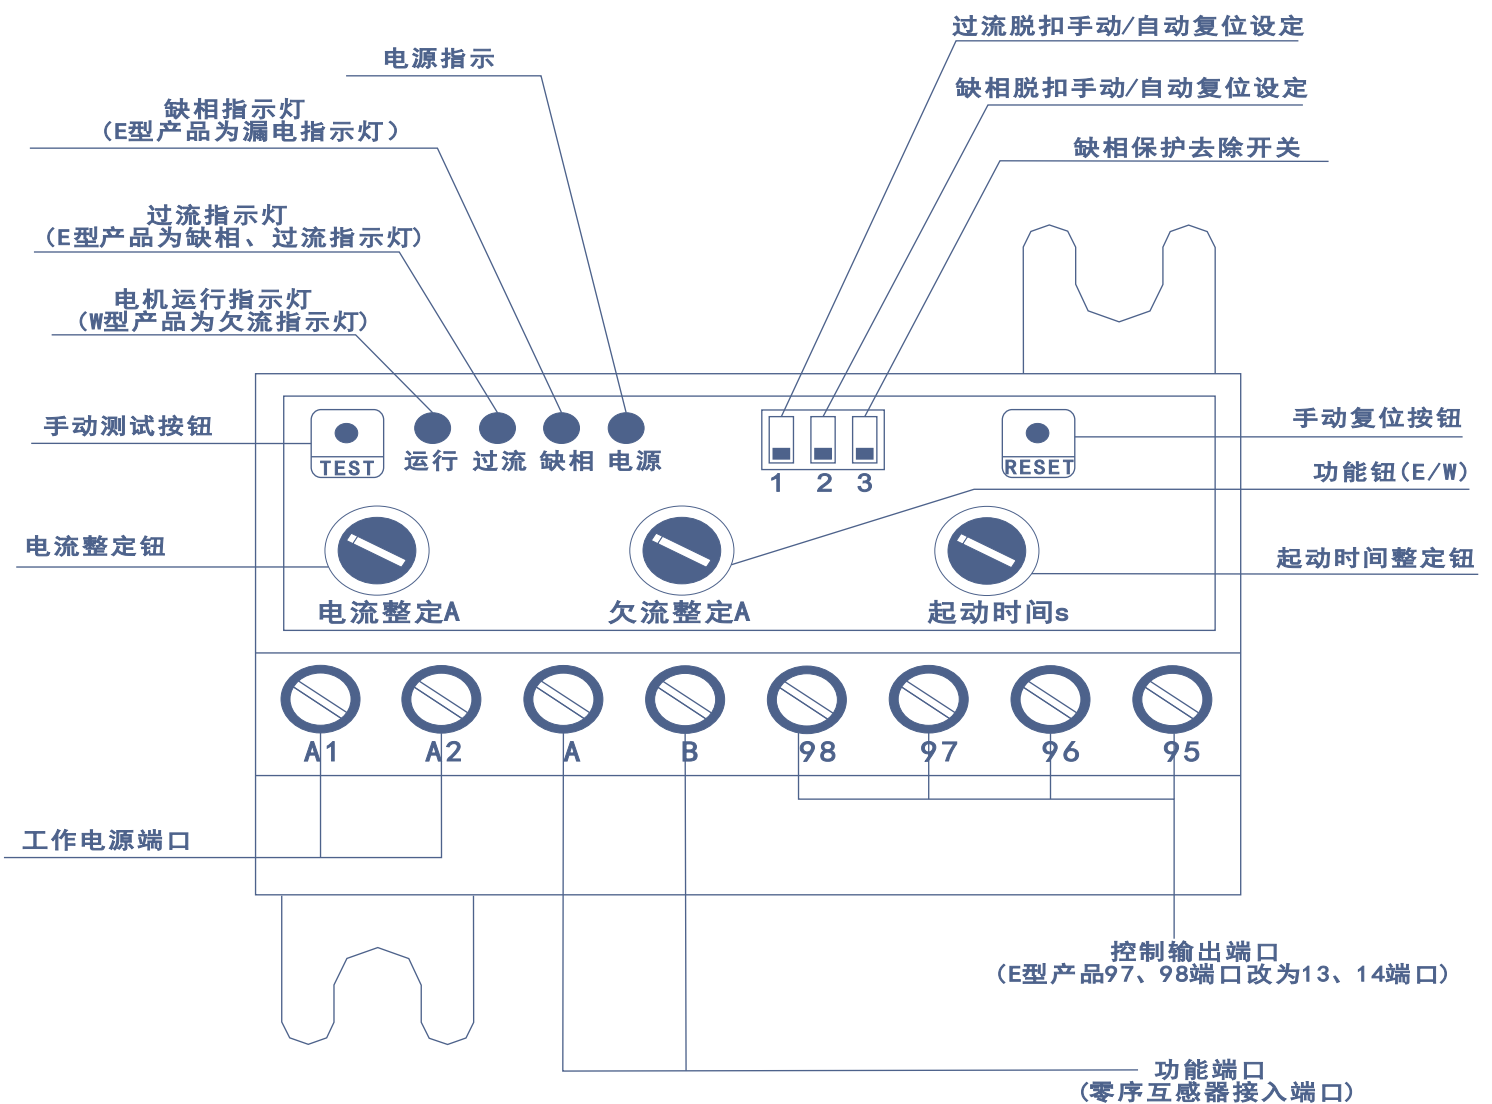 过流脱扣手动/自动复位设定
电源指示
缺相脱扣手动/自动复位设定
缺相指示灯
（E型产品为漏电指示灯）
缺相保护去除开关
过流指示灯
（E型产品为缺相、过流指示灯）
电机运行指示灯
（W型产品为欠流指示灯）
手动测试按钮
手动复位按钮
TEST
运行 过流 缺相 电源
1 2 3
RESET
功能钮（E/W）
电流整定钮
起动时间整定钮
电流整定A
欠流整定A
起动时间s
A1 A2 A B 98 97 96 95
工作电源端口
控制输出端口
（E型产品97、98端口改为13、14端口）
功能端口
（零序互感器接入端口）